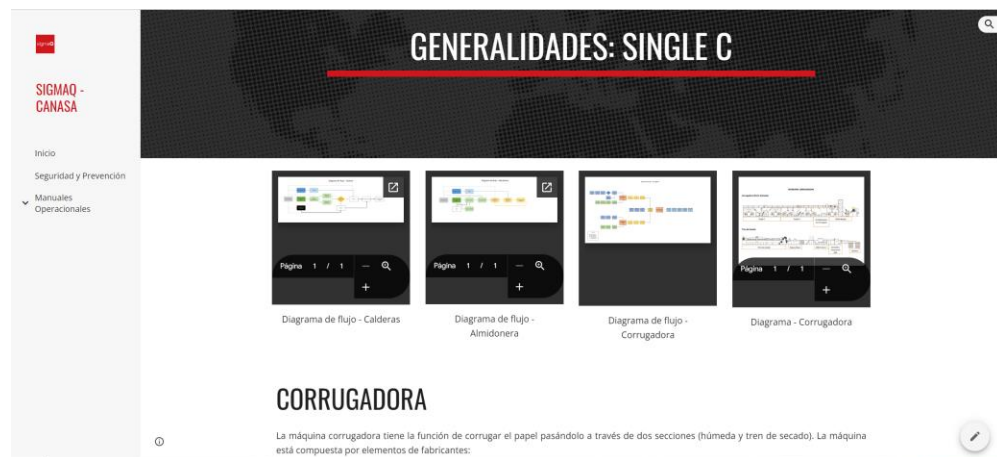 sigmaQ
GENERALIDADES: SINGLE C
SIGMAQ -
CANASA
Inicio
Seguridad y Prevención
Manuales
Operacionales
Página 1 / 1
Página 1 / 1
Página 1 / 1
Diagrama de flujo - Calderas
Diagrama de flujo -
Almidonera
Diagrama de flujo -
Corrugadora
Diagrama - Corrugadora
CORRUGADORA
La máquina corrugadora tiene la función de corrugar el papel pasándolo a través de dos secciones (húmeda y tren de secado). La máquina
está compuesta por elementos de fabricantes: